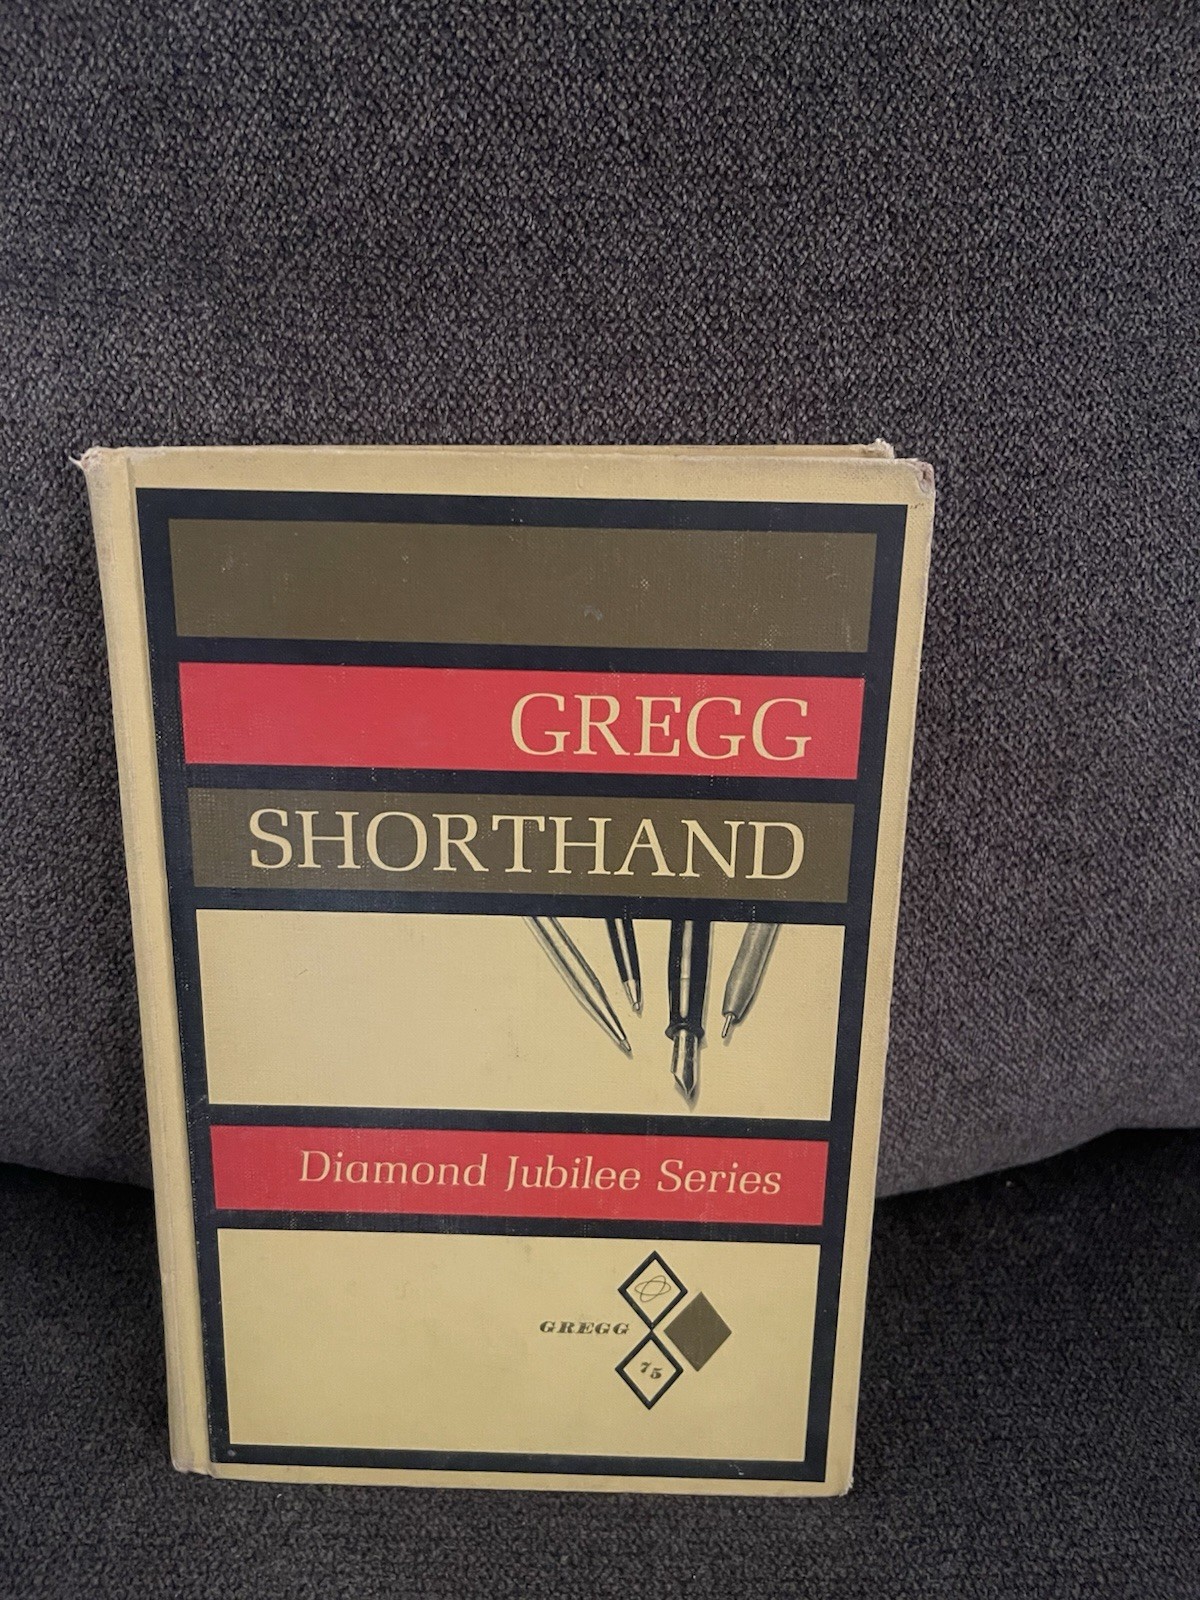 GREGG
SHORTHAND
Diamond Jubilee Series
GREGG
75